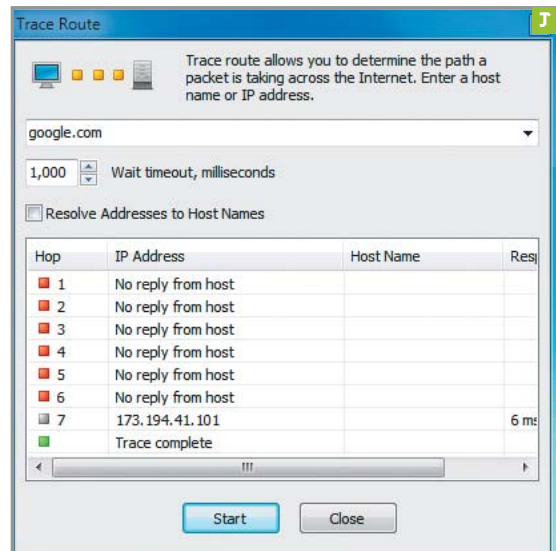 Trace Route
J
Trace route allows you to determine the path a
packet is taking across the Internet. Enter a host
name or IP address.
google.com
1,000 Wait timeout, milliseconds
Resolve Addresses to Host Names
Hop IP Address Host Name
1 No reply from host
2 No reply from host
3 No reply from host
4 No reply from host
5 No reply from host
6 No reply from host
7 173.194.41.101 6
Trace complete
Start Close